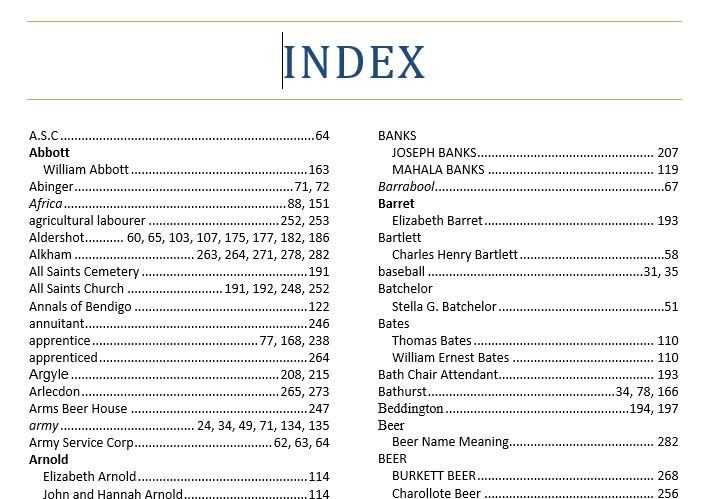 INDEX
A.S.C ........ 64
Abbott
William Abbott ........ 163
Abinger ........ 71, 72
Africa ........ 88, 151
agricultural labourer ........ 252, 253
Aldershot ........ 60, 65, 103, 107, 175, 177, 182, 186
Alkham ........ 263, 264, 271, 278, 282
All Saints Cemetery ........ 191
All Saints Church ........ 191, 192, 248, 252
Annals of Bendigo ........ 122
annuitant ........ 246
apprentice ........ 77, 168, 238
apprenticed ........ 264
Argyle ........ 208, 215
Arlecdon ........ 265, 273
Arms Beer House ........ 247
army ........ 24, 34, 49, 71, 134, 135
Army Service Corp ........ 62, 63, 64
Arnold
Elizabeth Arnold ........ 114
John and Hannah Arnold ........ 114
BANKS
JOSEPH BANKS ........ 207
MAHALA BANKS ........ 119
Barrabool ........ 67
Barret
Elizabeth Barret ........ 193
Bartlett
Charles Henry Bartlett ........ 58
baseball ........ 31, 35
Batchelor
Stella G. Batchelor ........ 51
Bates
Thomas Bates ........ 110
William Ernest Bates ........ 110
Bath Chair Attendant ........ 193
Bathurst ........ 34, 78, 166
Beddington ........ 194, 197
Beer
Beer Name Meaning ........ 282
BEER
BURKETT BEER ........ 268
Charollote Beer ........ 256